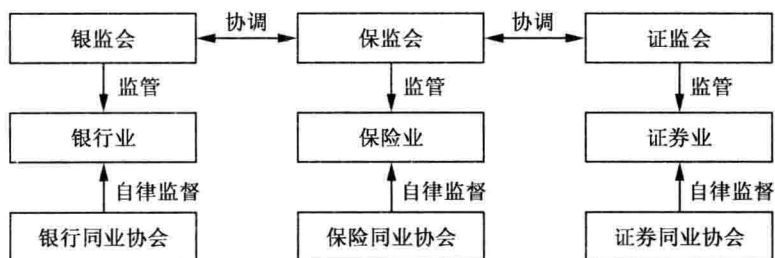 协调 协调
银监会 保监会 证监会
监管 监管 监管
银行业 保险业 证券业
自律监督 自律监督 自律监督
银行同业协会 保险同业协会 证券同业协会